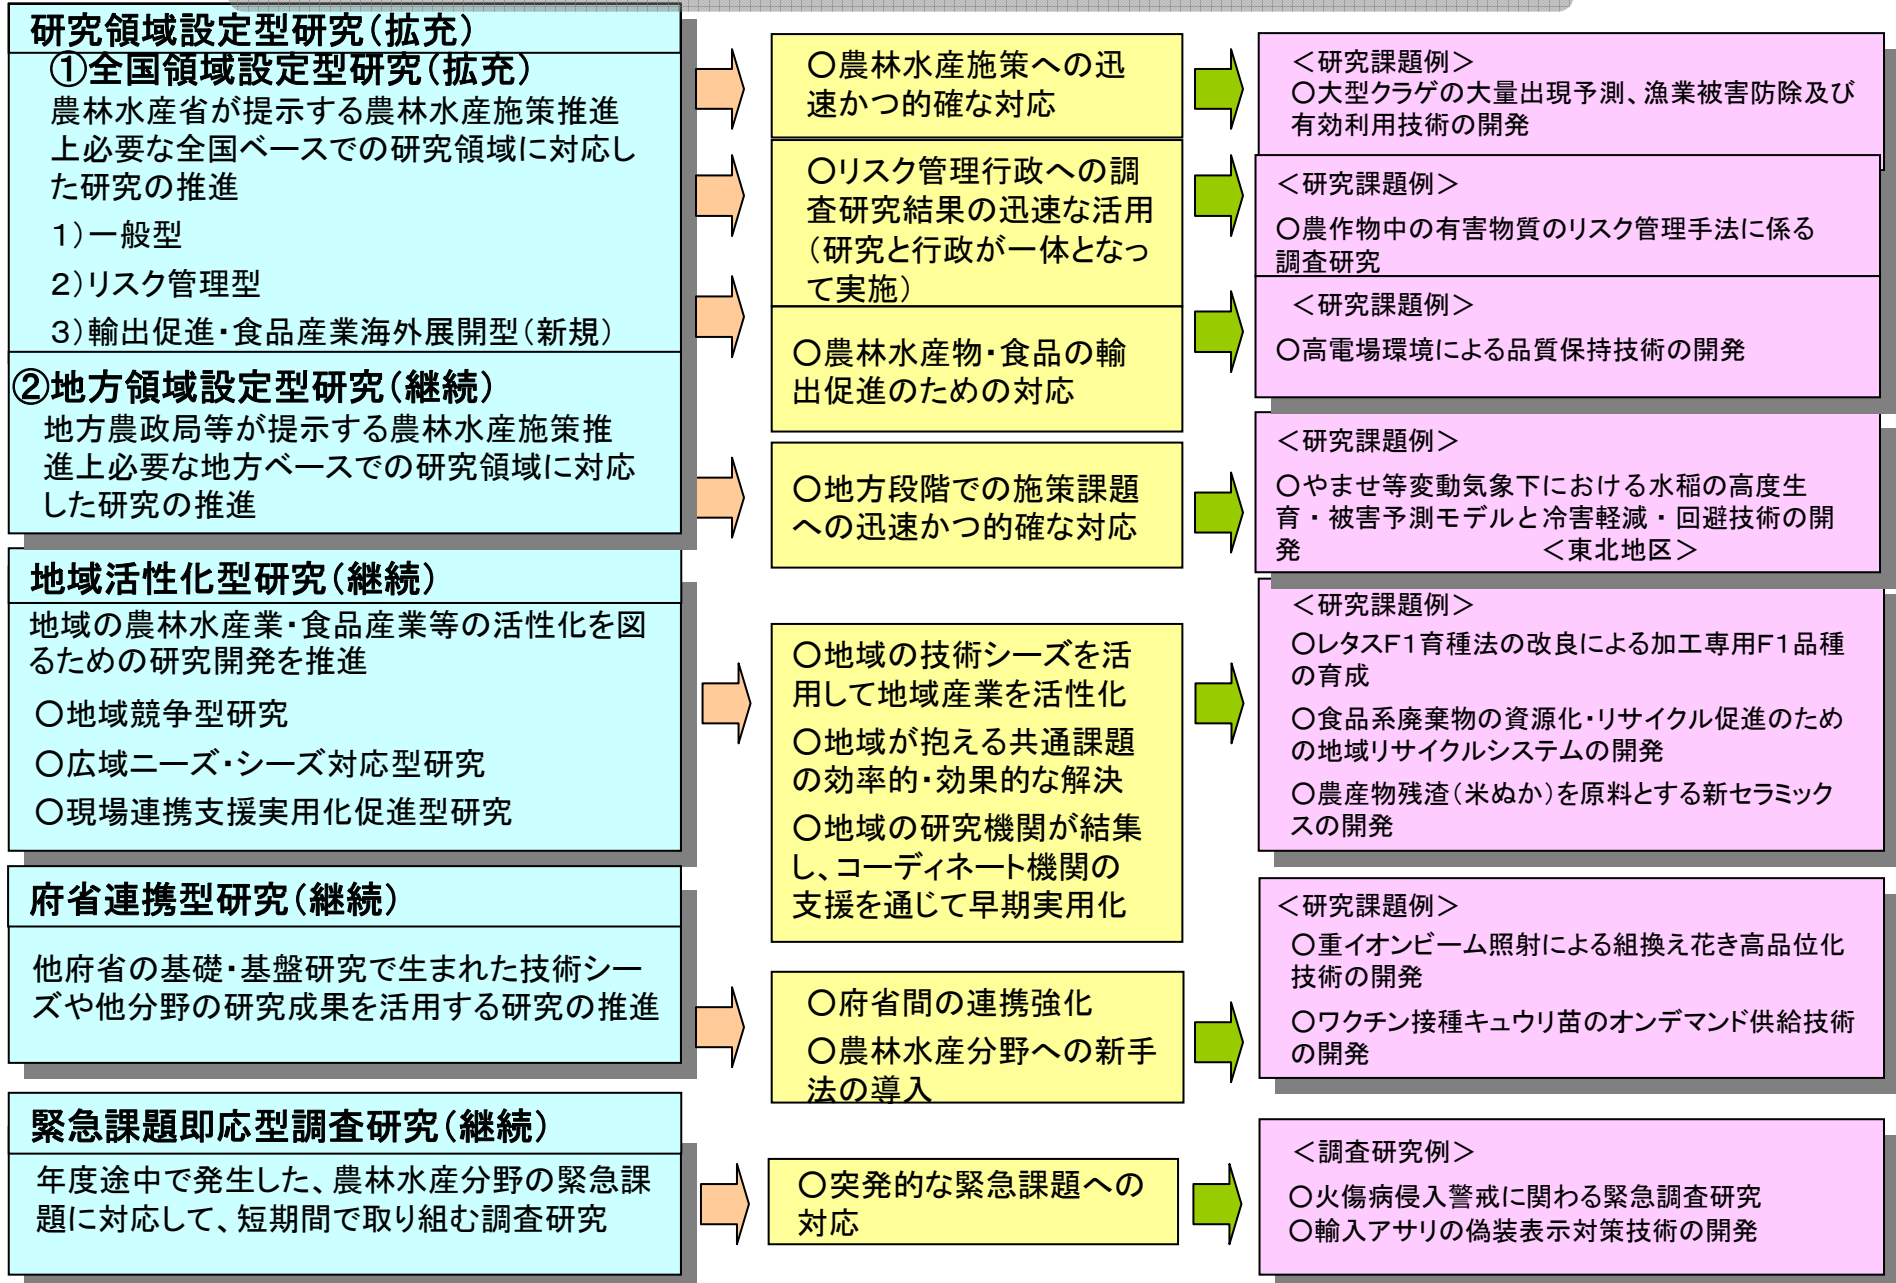 研究領域設定型研究（拡充）
①全国領域設定型研究（拡充）
農林水産省が提示する農林水産施策推進
上必要な全国ベースでの研究領域に対応し
た研究の推進
１）一般型
２）リスク管理型
３）輸出促進・食品産業海外展開型（新規）
②地方領域設定型研究（継続）
地方農政局等が提示する農林水産施策推
進上必要な地方ベースでの研究領域に対応
した研究の推進
〇農林水産施策への迅
速かつ的確な対応
〇リスク管理行政への調
査研究結果の迅速な活用
（研究と行政が一体となっ
て実施）
〇農林水産物・食品の輸
出促進のための対応
〇地方段階での施策課題
への迅速かつ的確な対応
＜研究課題例＞
〇大型クラゲの大量出現予測、漁業被害防除及び
有効利用技術の開発
＜研究課題例＞
〇農作物中の有害物質のリスク管理手法に係る
調査研究
＜研究課題例＞
〇高電場環境による品質保持技術の開発
＜研究課題例＞
〇やませ等変動気象下における水稲の高度生
育・被害予測モデルと冷害軽減・回避技術の開
発　　　　　　　　＜東北地区＞
地域活性化型研究（継続）
地域の農林水産業・食品産業等の活性化を図
るための研究開発を推進
〇地域競争型研究
〇広域ニーズ・シーズ対応型研究
〇現場連携支援実用化促進型研究
〇地域の技術シーズを活
用して地域産業を活性化
〇地域が抱える共通課題
の効率的・効果的な解決
〇地域の研究機関が結集
し、コーディネート機関の
支援を通じて早期実用化
＜研究課題例＞
〇レタスF１育種法の改良による加工専用F１品種
の育成
〇食品系廃棄物の資源化・リサイクル促進のため
の地域リサイクルシステムの開発
〇農産物残渣（米ぬか）を原料とする新セラミック
スの開発
府省連携型研究（継続）
他府省の基礎・基盤研究で生まれた技術シー
ズや他分野の研究成果を活用する研究の推進
〇府省間の連携強化
〇農林水産分野への新手
法の導入
＜研究課題例＞
〇重イオンビーム照射による組換え花き高品位化
技術の開発
〇ワクチン接種キュウリ苗のオンデマンド供給技術
の開発
緊急課題即応型調査研究（継続）
年度途中で発生した、農林水産分野の緊急課
題に対応して、短期間で取り組む調査研究
〇突発的な緊急課題への
対応
＜調査研究例＞
〇火傷病侵入警戒に関わる緊急調査研究
〇輸入アサリの偽装表示対策技術の開発